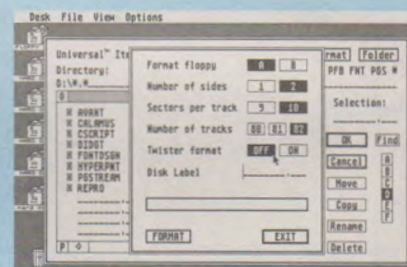 Desk File View Options
Universal™ Ite
rmat Folder
Directory:
PFB FNT POS *
D:\*.*
Format floppy A B
Number of sides 1 2
Sectors per track 9 10
Number of tracks 80 81 82
Twister format OFF ON
Disk Label
FORMAT EXIT
AVANT
CALAMUS
CSCRIPT
DIDOT
FONTDSGN
HYPERPNT
PGSTREAM
REPRO
Selection:
OK Find
Cancel
Move
Copy
Rename
Delete
A
B
C
D
E
F